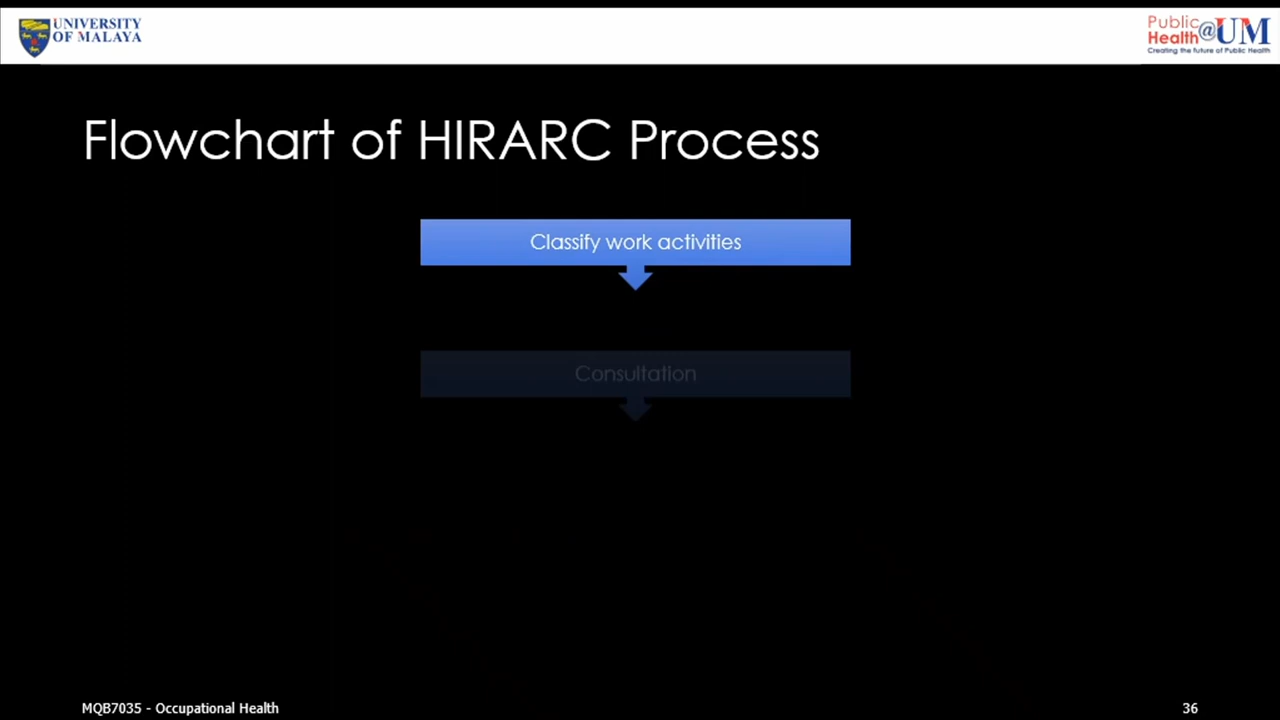 UNIVERSITY
OF MALAYA
Public
Health@UM
Creating the future of Public Health
Flowchart of HIRARC Process
Classify work activities
Consultation
MQB7035 - Occupational Health
36